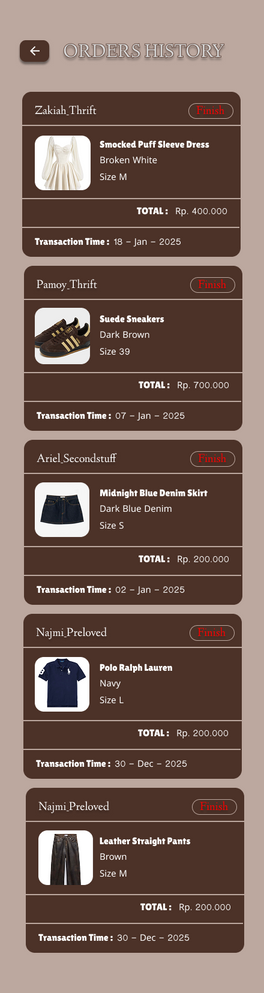 ORDERS HISTORY
Zakiah_Thrift Finish
Smocked Puff Sleeve Dress
Broken White
Size M
TOTAL : Rp. 400.000
Transaction Time : 18 - Jan - 2025
Pamoy_Thrift Finish
Suede Sneakers
Dark Brown
Size 39
TOTAL : Rp. 700.000
Transaction Time : 07 - Jan - 2025
Ariel_Secondstuff Finish
Midnight Blue Denim Skirt
Dark Blue Denim
Size S
TOTAL : Rp. 200.000
Transaction Time : 02 - Jan - 2025
Najmi_Preloved Finish
Polo Ralph Lauren
Navy
Size L
TOTAL : Rp. 200.000
Transaction Time : 30 - Dec - 2025
Najmi_Preloved Finish
Leather Straight Pants
Brown
Size M
TOTAL : Rp. 200.000
Transaction Time : 30 - Dec - 2025